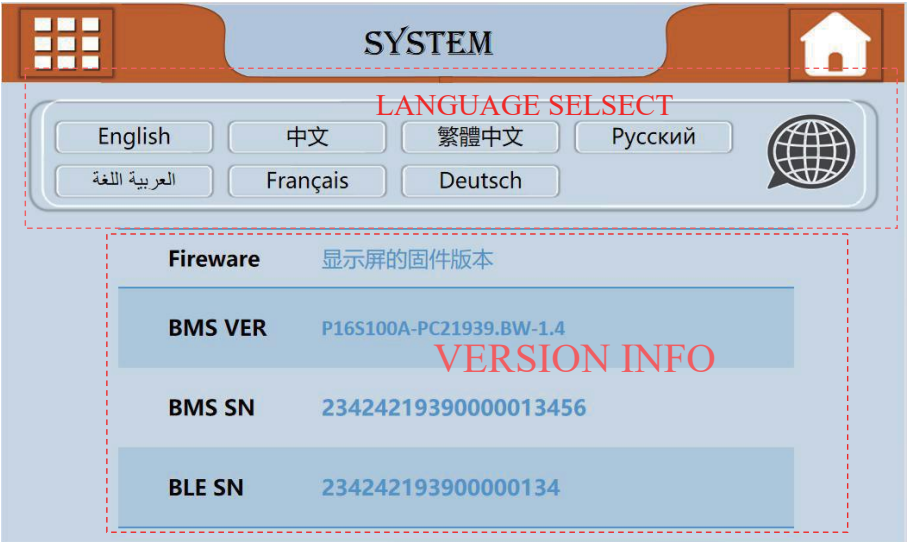 SYSTEM
LANGUAGE SELSECT
English 中文 繁體中文 Русский
العربية اللغة Français Deutsch
Fireware 显示屏的固件版本
BMS VER P16S100A-PC21939.BW-1.4
VERSION INFO
BMS SN 23424219390000013456
BLE SN 234242193900000134